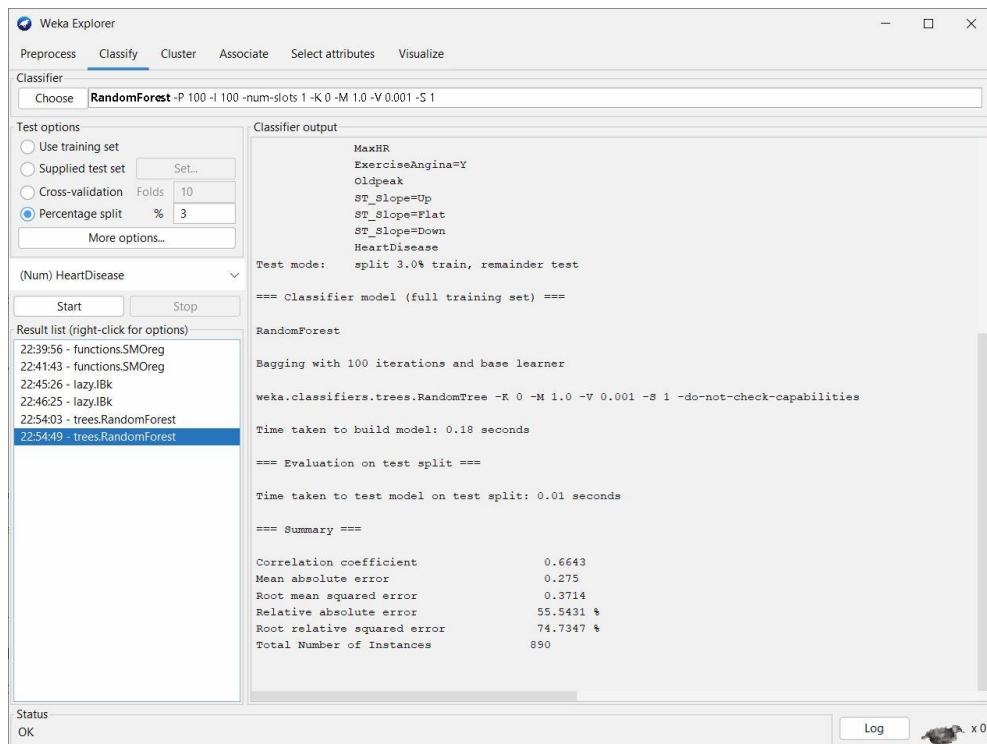 Weka Explorer
Preprocess Classify Cluster Associate Select attributes Visualize
Classifier
Choose RandomForest -P 100 -I 100 -num-slots 1 -K 0 -M 1.0 -V 0.001 -S 1
Test options
Use training set
Supplied test set Set...
Cross-validation Folds 10
Percentage split % 3
More options...
(Num) HeartDisease
Start Stop
Result list (right-click for options)
22:39:56 - functions.SMOreg
22:41:43 - functions.SMOreg
22:45:26 - lazy.IBk
22:46:25 - lazy.IBk
22:54:03 - trees.RandomForest
22:54:49 - trees.RandomForest
Classifier output
MaxHR
ExerciseAngina=Y
Oldpeak
ST_Slope=Up
ST_Slope=Flat
ST_Slope=Down
HeartDisease
Test mode: split 3.0% train, remainder test
=== Classifier model (full training set) ===
RandomForest
Bagging with 100 iterations and base learner
weka.classifiers.trees.RandomTree -K 0 -M 1.0 -V 0.001 -S 1 -do-not-check-capabilities
Time taken to build model: 0.18 seconds
=== Evaluation on test split ===
Time taken to test model on test split: 0.01 seconds
=== Summary ===
Correlation coefficient 0.6643
Mean absolute error 0.275
Root mean squared error 0.3714
Relative absolute error 55.5431 %
Root relative squared error 74.7347 %
Total Number of Instances 890
Status
OK
Log
x 0